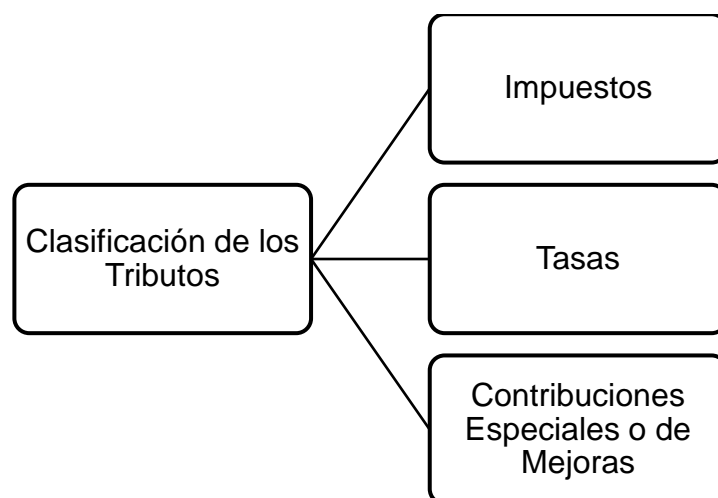 Clasificación de los
Tributos
Impuestos
Tasas
Contribuciones
Especiales o de
Mejoras